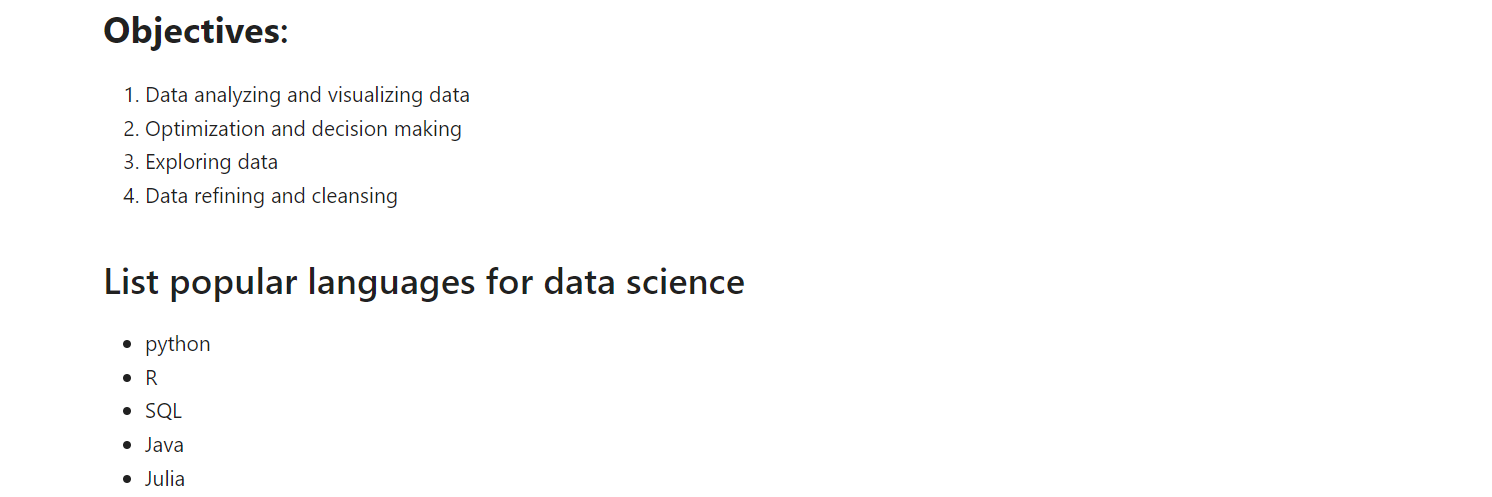 Objectives:
1. Data analyzing and visualizing data
2. Optimization and decision making
3. Exploring data
4. Data refining and cleansing
List popular languages for data science
• python
• R
• SQL
• Java
• Julia